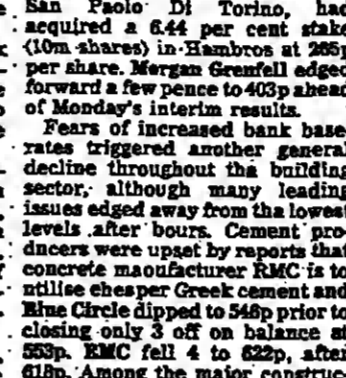 San Paolo Di Torino, had
acquired a 6.44 per cent stake
(10m shares) in Hambros at 265p
per share. Morgan Grenfell edged
forward a few pence to 403p ahead
of Monday's interim results.
Fears of increased bank base
rates triggered another general
decline throughout the building
sector, although many leading
issues edged away from the lowest
levels after hours. Cement pro-
ducers were upset by reports that
concrete manufacturer RMC is to
utilise cheaper Greek cement and
Blue Circle dipped to 548p prior to
closing only 3 off on balance at
553p. RMC fell 4 to 622p, after
618p. Among the major construc-